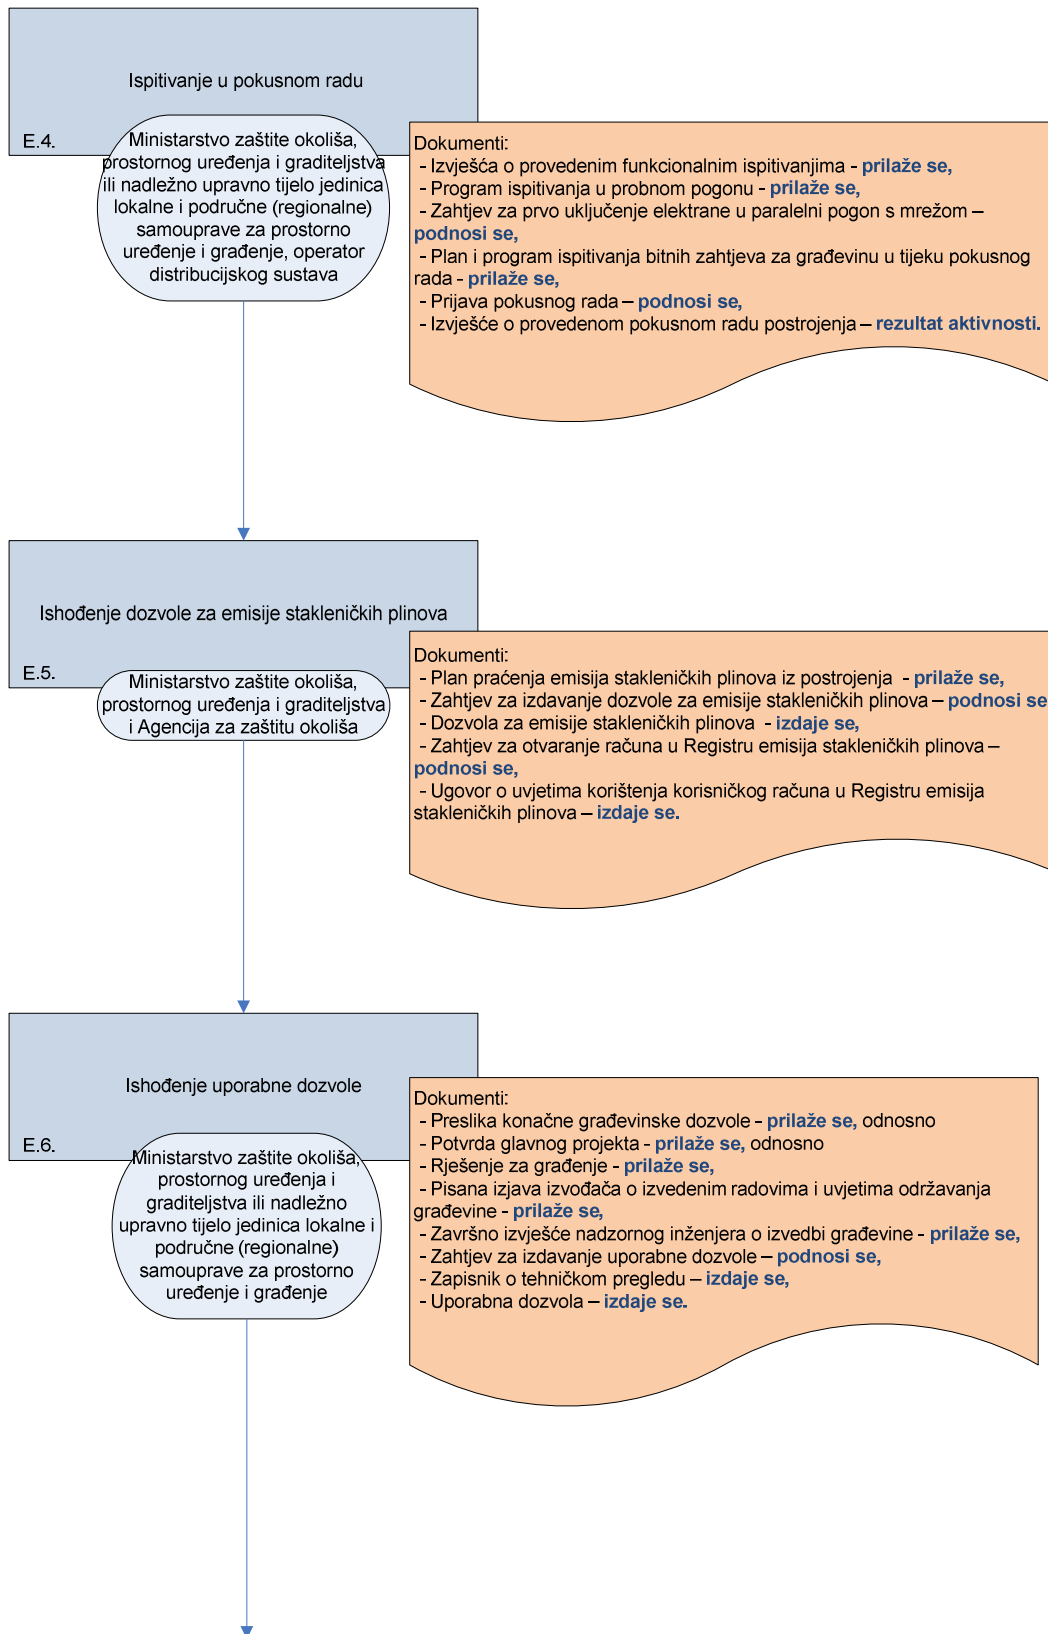 Ispitivanje u pokusnom radu
E.4.
Ministarstvo zaštite okoliša,
prostornog uređenja i graditeljstva
ili nadležno upravno tijelo jedinica
lokalne i područne (regionalne)
samouprave za prostorno
uređenje i građenje, operator
distribucijskog sustava
Dokumenti:
- Izvješća o provedenim funkcionalnim ispitivanjima - prilaže se,
- Program ispitivanja u probnom pogonu - prilaže se,
- Zahtjev za prvo uključenje elektrane u paralelni pogon s mrežom –
podnosi se,
- Plan i program ispitivanja bitnih zahtjeva za građevinu u tijeku pokusnog
rada - prilaže se,
- Prijava pokusnog rada – podnosi se,
- Izvješće o provedenom pokusnom radu postrojenja – rezultat aktivnosti.
Ishođenje dozvole za emisije stakleničkih plinova
E.5.
Ministarstvo zaštite okoliša,
prostornog uređenja i graditeljstva
i Agencija za zaštitu okoliša
Dokumenti:
- Plan praćenja emisija stakleničkih plinova iz postrojenja - prilaže se,
- Zahtjev za izdavanje dozvole za emisije stakleničkih plinova – podnosi se
- Dozvola za emisije stakleničkih plinova - izdaje se,
- Zahtjev za otvaranje računa u Registru emisija stakleničkih plinova –
podnosi se,
- Ugovor o uvjetima korištenja korisničkog računa u Registru emisija
stakleničkih plinova – izdaje se.
Ishođenje uporabne dozvole
E.6.
Ministarstvo zaštite okoliša,
prostornog uređenja i
graditeljstva ili nadležno
upravno tijelo jedinica lokalne i
područne (regionalne)
samouprave za prostorno
uređenje i građenje
Dokumenti:
- Preslika konačne građevinske dozvole - prilaže se, odnosno
- Potvrda glavnog projekta - prilaže se, odnosno
- Rješenje za građenje - prilaže se,
- Pisana izjava izvođača o izvedenim radovima i uvjetima održavanja
građevine - prilaže se,
- Završno izvješće nadzornog inženjera o izvedbi građevine - prilaže se,
- Zahtjev za izdavanje uporabne dozvole – podnosi se,
- Zapisnik o tehničkom pregledu – izdaje se,
- Uporabna dozvola – izdaje se.